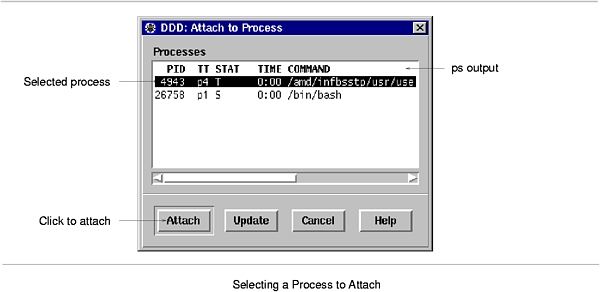 DDD: Attach to Process
Processes
PID TT STAT TIME COMMAND
ps output
Selected process
4943 p4 T 0:00 /amd/infbsstp/usr/use
26758 p1 S 0:00 /bin/bash
Click to attach
Attach Update Cancel Help
Selecting a Process to Attach